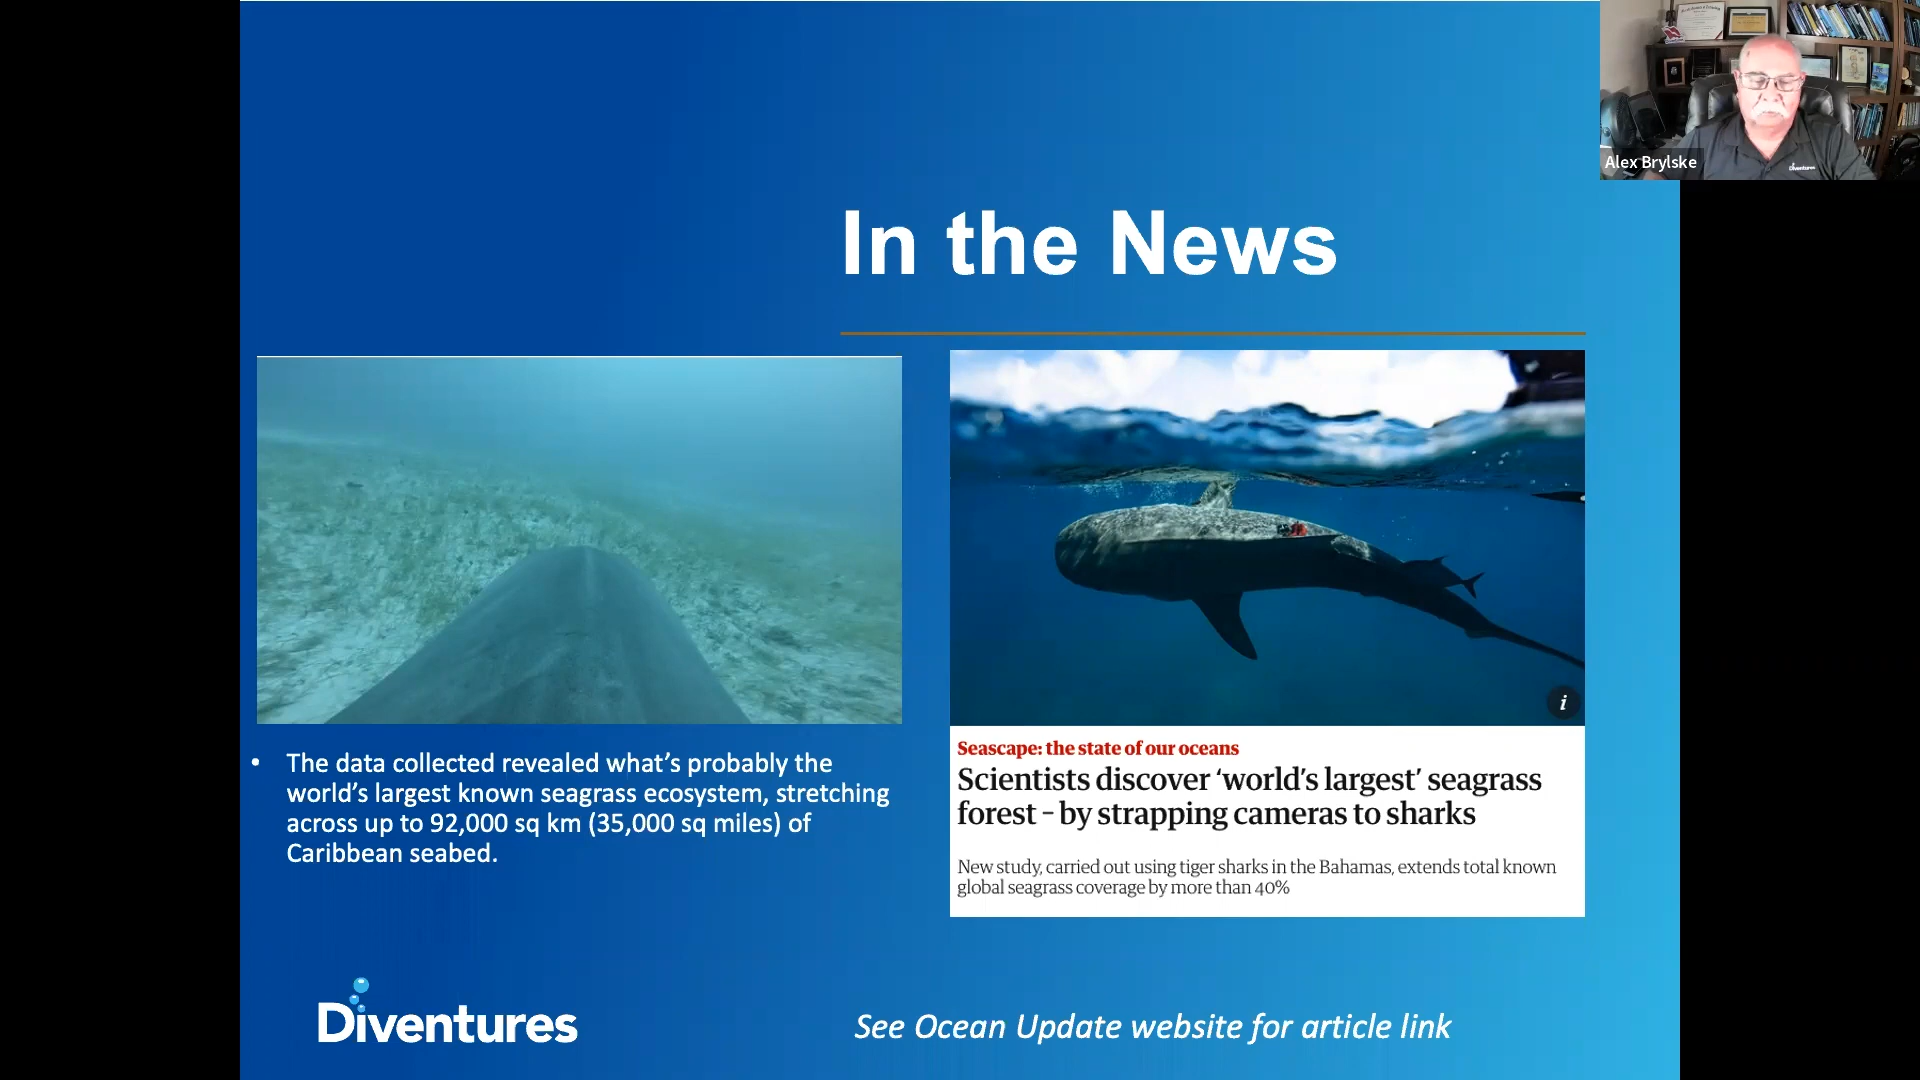 Alex Brylske
In the News
• The data collected revealed what’s probably the
world’s largest known seagrass ecosystem, stretching
across up to 92,000 sq km (35,000 sq miles) of
Caribbean seabed.
i
Seascape: the state of our oceans
Scientists discover ‘world’s largest’ seagrass
forest – by strapping cameras to sharks
New study, carried out using tiger sharks in the Bahamas, extends total known
global seagrass coverage by more than 40%
Diventures
See Ocean Update website for article link